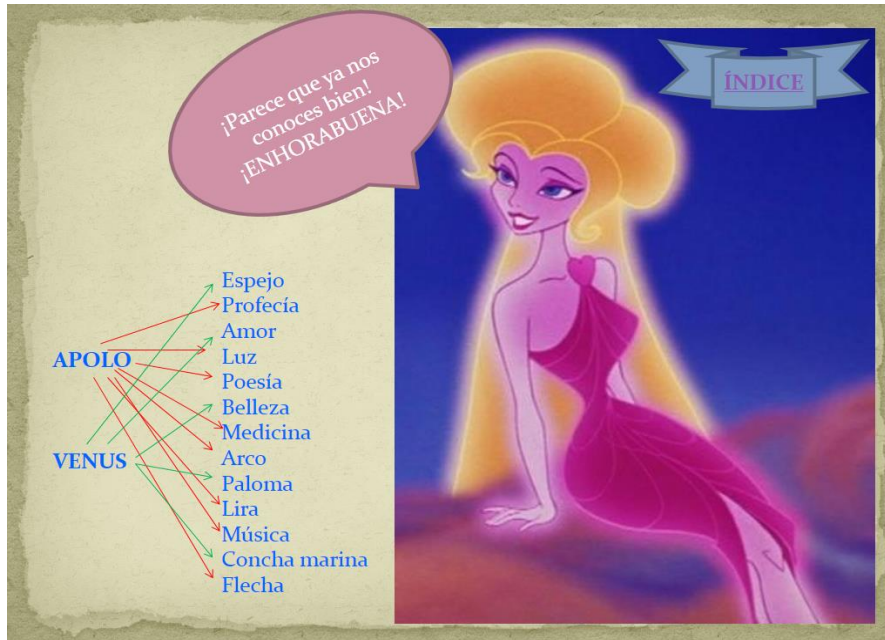 ¡Parece que ya nos
conoces bien!
¡ENHORABUENA!
ÍNDICE
Espejo
Profecía
Amor
Luz
APOLO
Poesía
Belleza
Medicina
VENUS
Arco
Paloma
Lira
Música
Concha marina
Flecha